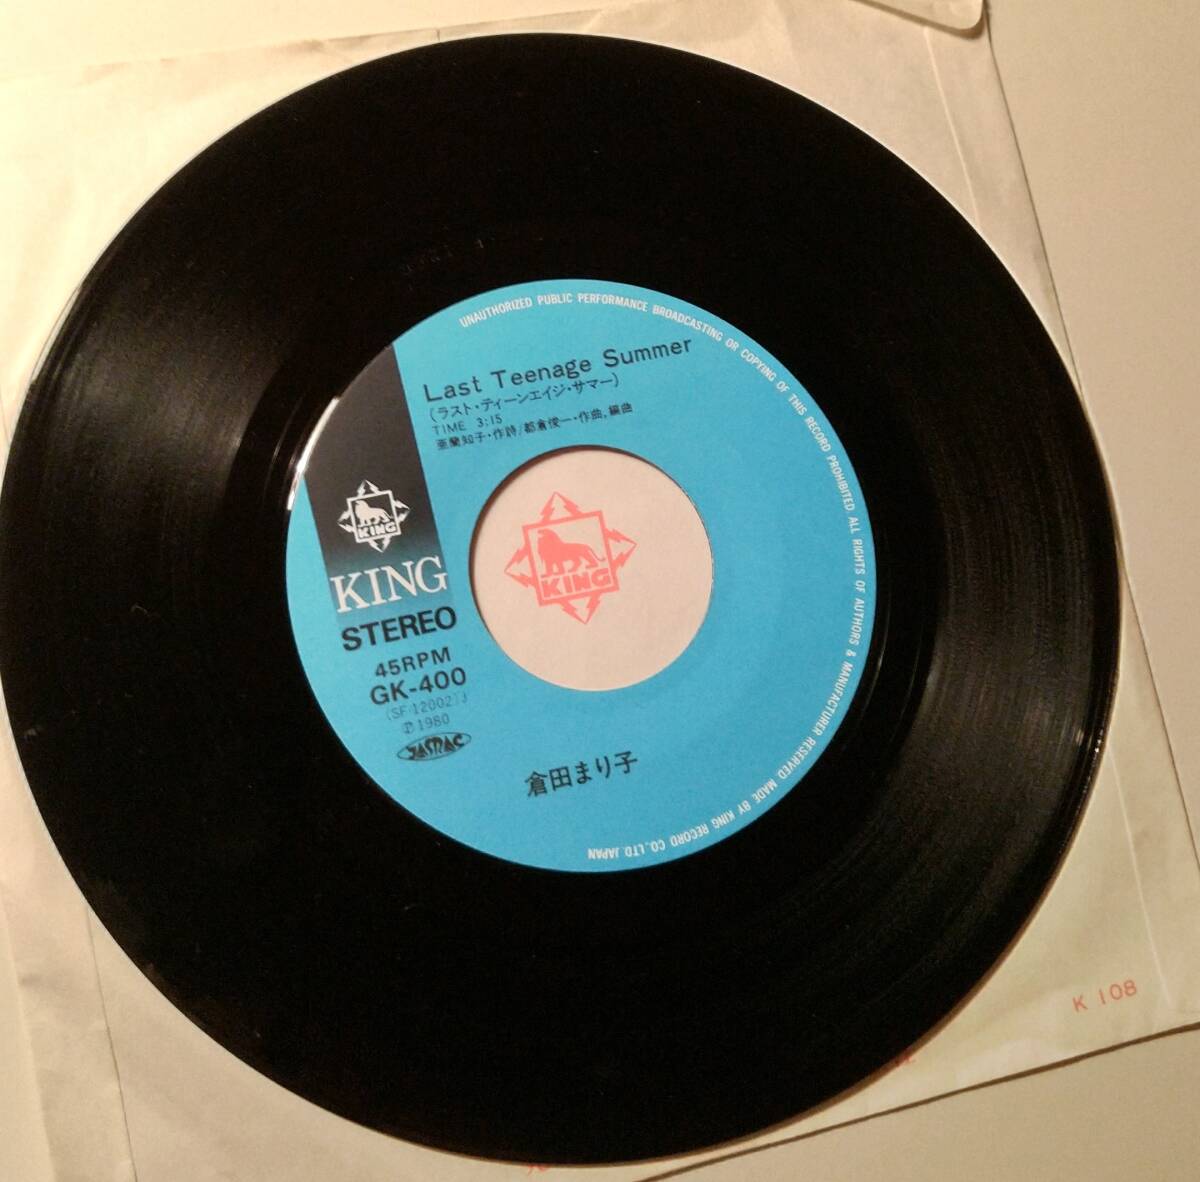 UNAUTHORIZED PUBLIC PERFORMANCE BROADCASTING OR COPYING OF THIS RECORD PROHIBITED. ALL RIGHTS OF AUTHORS & MANUFACTURER RESERVED MADE BY KING RECORD CO., LTD. JAPAN
Last Teenage Summer
(ラスト・ティーンエイジ・サマー)
TIME 3:15
亜蘭知子・作詩/都倉俊一・作曲, 編曲
KING
KING
KING
STEREO
45RPM
GK-400
(SF-12002)J
Ⓟ1980
JASRAC
倉田まり子
K 108